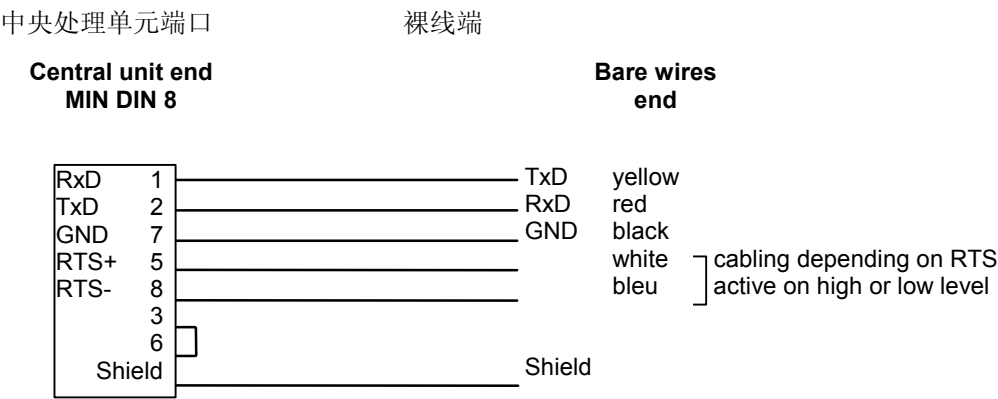 中央处理单元端口 裸线端
Central unit end Bare wires
MIN DIN 8 end
RxD 1 TxD yellow
TxD 2 RxD red
GND 7 GND black
RTS+ 5 white cabling depending on RTS
RTS- 8 bleu active on high or low level
3
6
Shield Shield